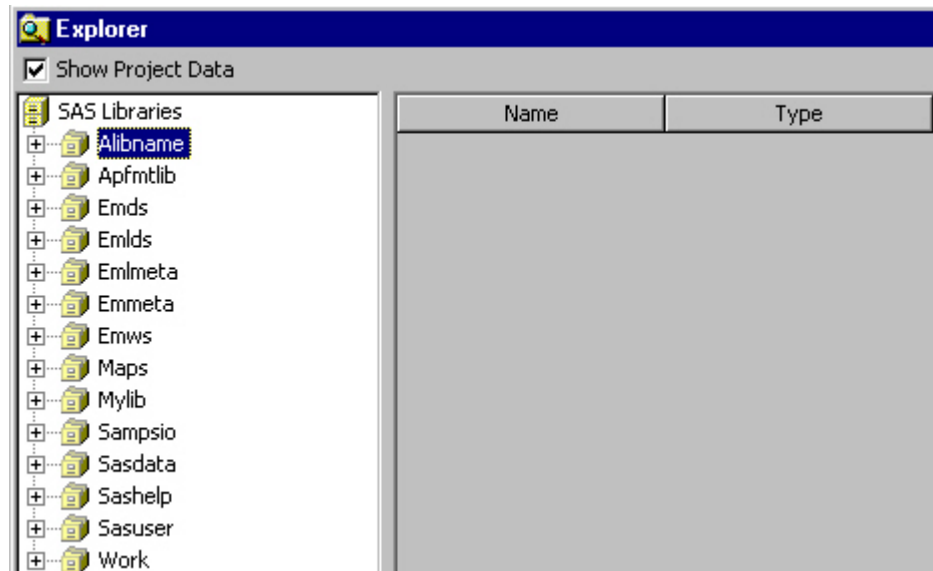 Explorer
Show Project Data
SAS Libraries
Name Type
Alibname
Apfmtlib
Emds
Emlds
Emlmeta
Emmeta
Emws
Maps
Mylib
Sampsio
Sasdata
Sashelp
Sasuser
Work